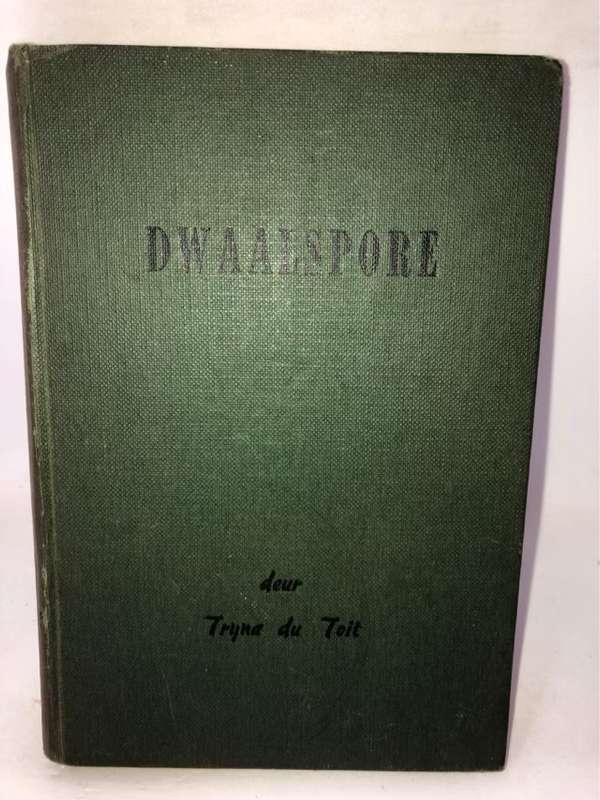 DWAALSPORE
deur
Tryna du Toit